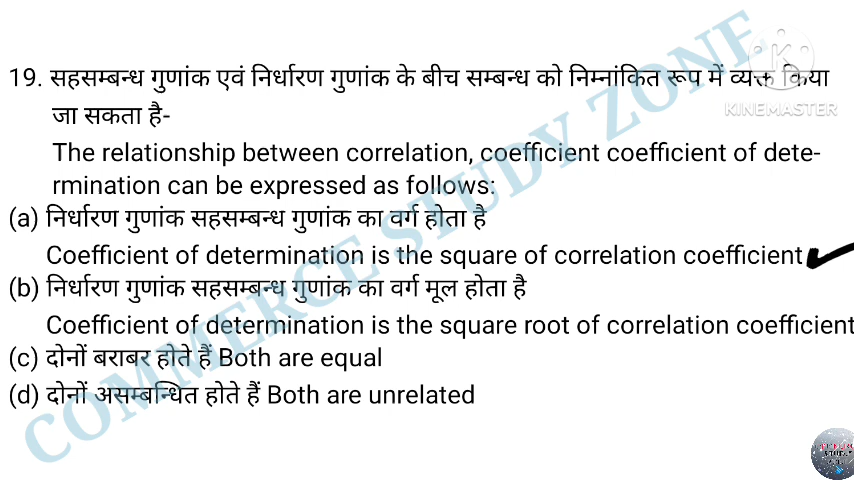 19. सहसम्बन्ध गुणांक एवं निर्धारण गुणांक के बीच सम्बन्ध को निम्नांकित रूप में व्यक्त किया
जा सकता है-
The relationship between correlation, coefficient coefficient of dete-
rmination can be expressed as follows:
(a) निर्धारण गुणांक सहसम्बन्ध गुणांक का वर्ग होता है
Coefficient of determination is the square of correlation coefficient
(b) निर्धारण गुणांक सहसम्बन्ध गुणांक का वर्ग मूल होता है
Coefficient of determination is the square root of correlation coefficient
(c) दोनों बराबर होते हैं Both are equal
(d) दोनों असम्बन्धित होते हैं Both are unrelated
COMMERCE STUDY ZONE
KINEMASTER